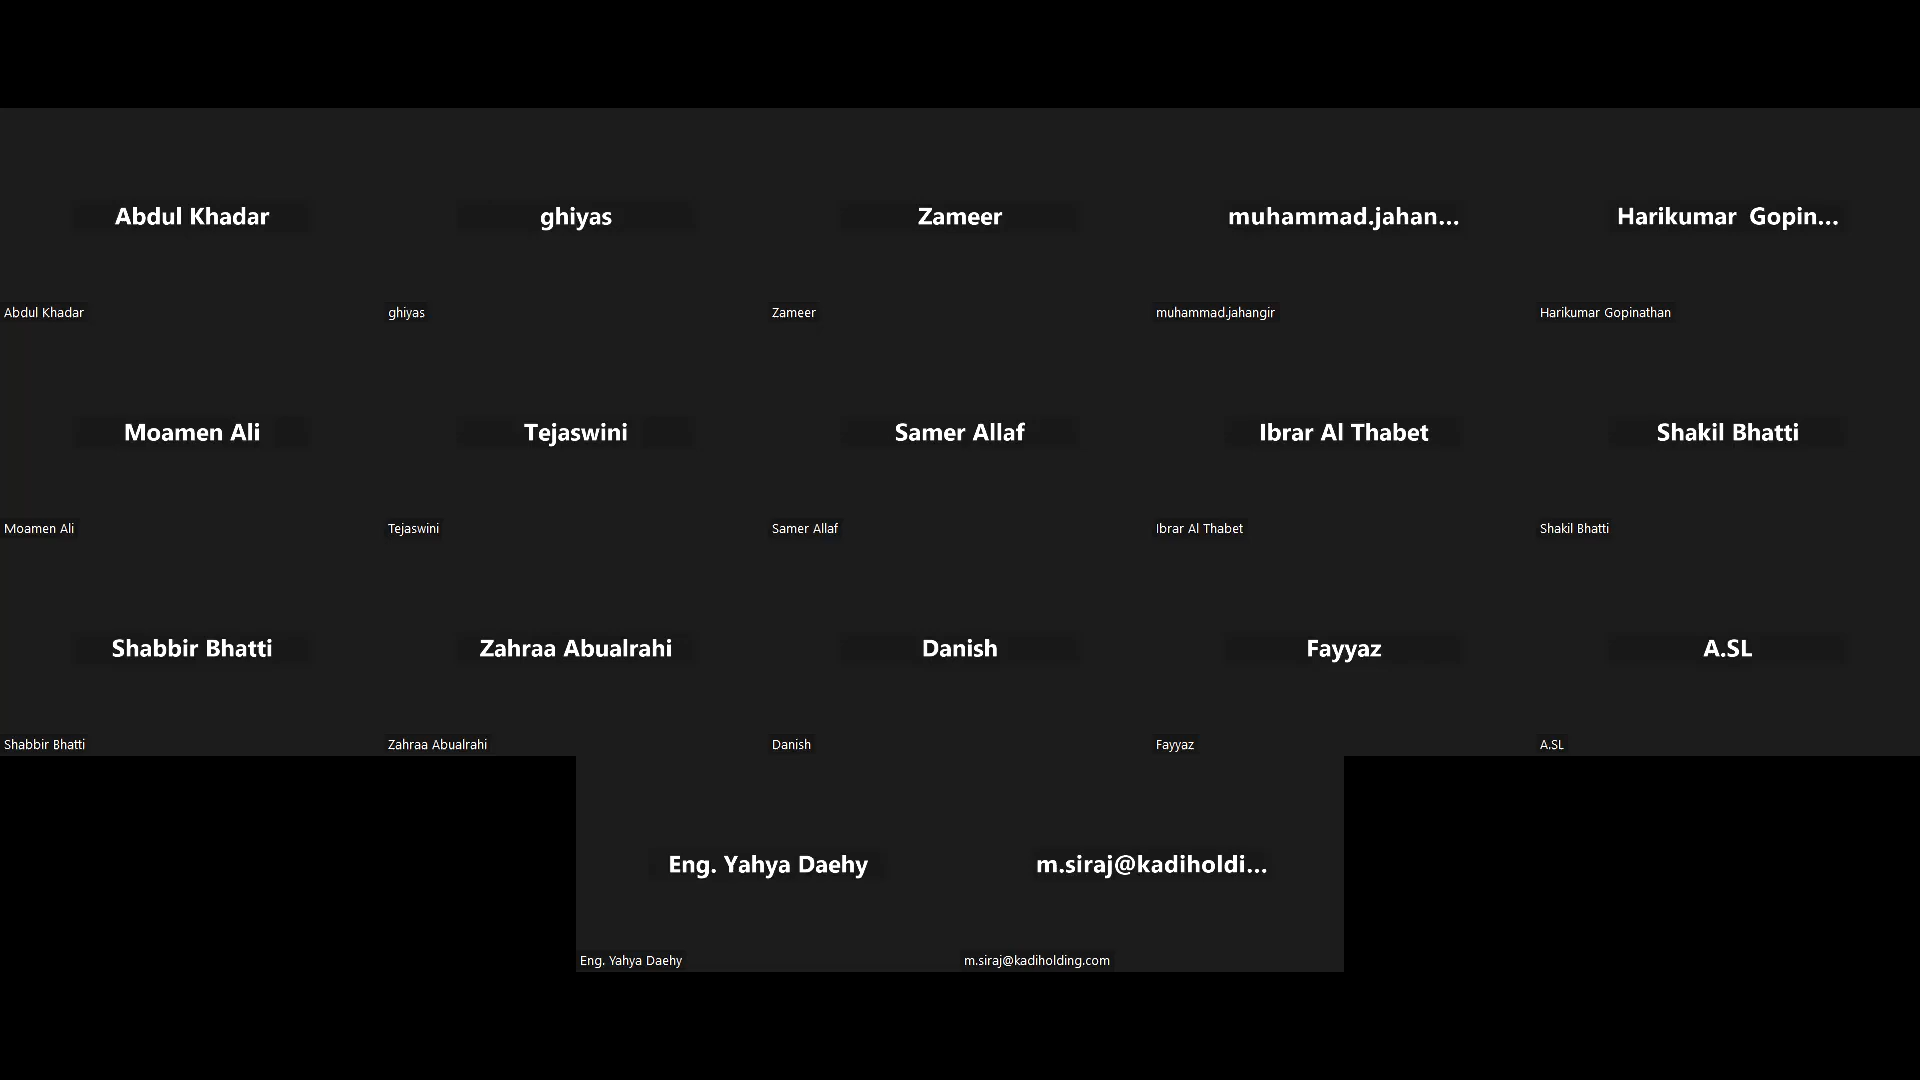 Abdul Khadar
ghiyas
Zameer
muhammad.jahan...
Harikumar  Gopin...
Abdul Khadar
ghiyas
Zameer
muhammad.jahangir
Harikumar Gopinathan
Moamen Ali
Tejaswini
Samer Allaf
Ibrar Al Thabet
Shakil Bhatti
Moamen Ali
Tejaswini
Samer Allaf
Ibrar Al Thabet
Shakil Bhatti
Shabbir Bhatti
Zahraa Abualrahi
Danish
Fayyaz
A.SL
Shabbir Bhatti
Zahraa Abualrahi
Danish
Fayyaz
A.SL
Eng. Yahya Daehy
m.siraj@kadiholdi...
Eng. Yahya Daehy
m.siraj@kadiholding.com